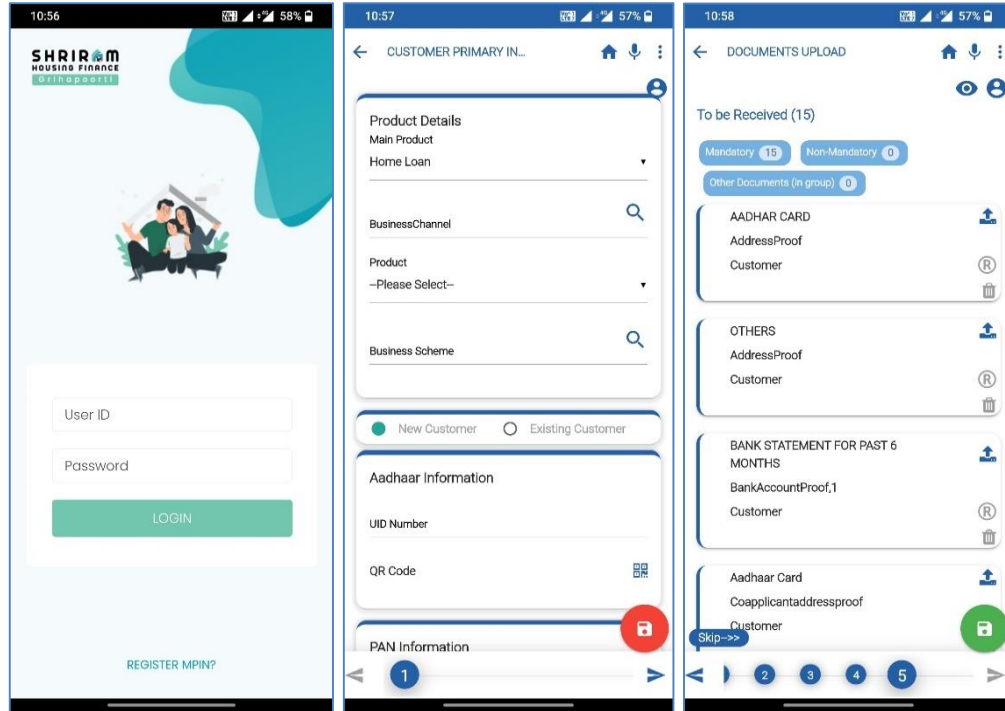 10:56
58%
SHRIRAM
HOUSING FINANCE
Grihapoorti
User ID
Password
LOGIN
REGISTER MPIN?
10:57
57%
CUSTOMER PRIMARY IN...
Product Details
Main Product
Home Loan
BusinessChannel
Product
--Please Select--
Business Scheme
New Customer Existing Customer
Aadhaar Information
UID Number
QR Code
PAN Information
1
10:58
57%
DOCUMENTS UPLOAD
To be Received (15)
Mandatory 15 Non-Mandatory 0
Other Documents (in group) 0
AADHAR CARD
AddressProof
Customer
R
OTHERS
AddressProof
Customer
R
BANK STATEMENT FOR PAST 6
MONTHS
BankAccountProof,1
Customer
R
Aadhaar Card
Coapplicantaddressproof
Customer
Skip-->>
2 3 4 5